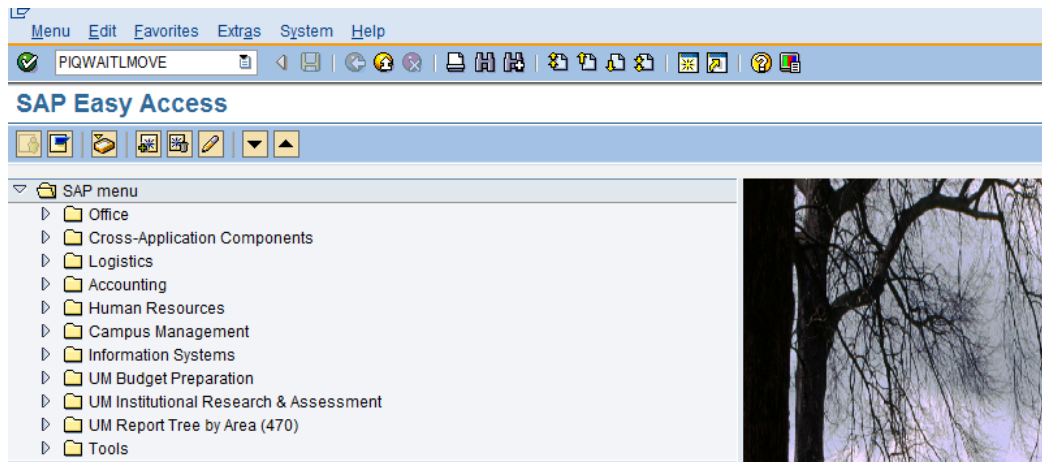 Menu Edit Favorites Extras System Help
PIQWAITLMOVE
SAP Easy Access
SAP menu
Office
Cross-Application Components
Logistics
Accounting
Human Resources
Campus Management
Information Systems
UM Budget Preparation
UM Institutional Research & Assessment
UM Report Tree by Area (470)
Tools